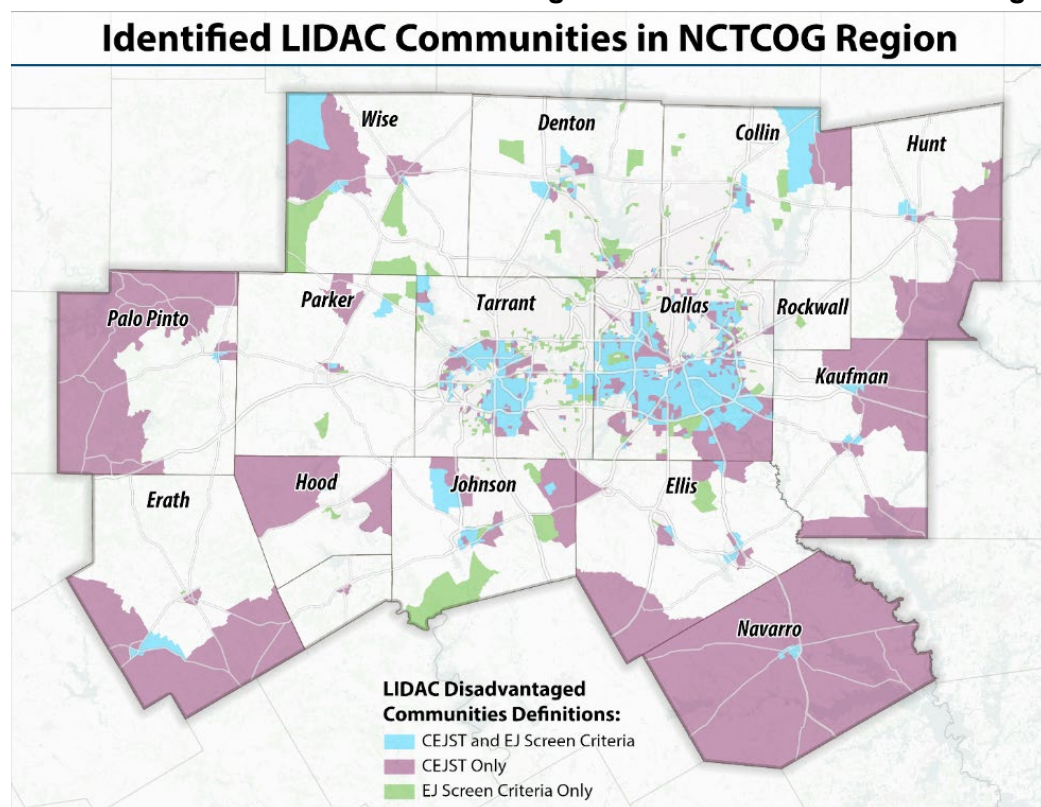 Identified LIDAC Communities in NCTCOG Region
Wise
Denton
Collin
Hunt
Palo Pinto
Parker
Tarrant
Dallas
Rockwall
Kaufman
Erath
Hood
Johnson
Ellis
Navarro
LIDAC Disadvantaged
Communities Definitions:
CEJST and EJ Screen Criteria
CEJST Only
EJ Screen Criteria Only